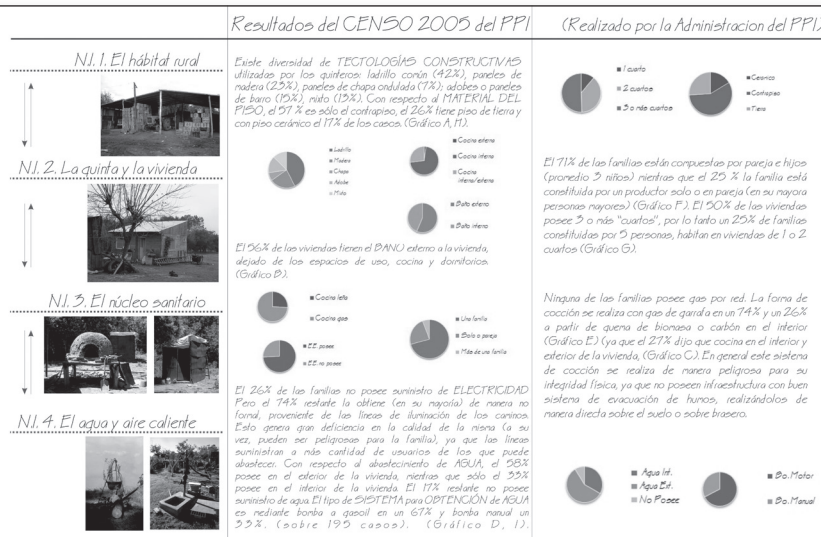 Resultados del CENSO 2005 del PPI
(Realizado por la Administracion del PPI)
N.I. 1. El hábitat rural
Existe diversidad de TECTOLOGÍAS CONSTRUCTIVAS
utilizadas por los quinteros: ladrillo común (42%), paneles de
madera (23%), paneles de chapa ondulada (7%); adobes o paneles
de barro (15%), mixto (13%). Con respecto al MATERIAL DEL
PISO, el 57 % es sólo el contrapiso, el 26% tiene piso de tierra y
con piso cerámico el 17% de los casos. (Gráfico A, H).
1 cuarto
2 cuartos
3 o más cuartos
Ceramico
Contrapiso
Tierra
N.I. 2. La quinta y la vivienda
Ladrillo
Madera
Chapa
Adobe
Mixto
Cocina externa
Cocina interna
Cocina
interna/externa
Baño externo
Baño interno
El 56% de las viviendas tienen el BANO externo a la vivienda,
alejado de los espacios de uso, cocina y dormitorios.
(Gráfico B).
El 71% de las familias están compuestas por pareja e hijos
(promedio 3 niños) mientras que el 25 % la familia está
constituida por un productor solo o en pareja (en su mayora
personas mayores) (Gráfico F). El 50% de las viviendas
posee 3 o más "cuartos", por lo tanto un 25% de familias
constituidas por 5 personas, habitan en viviendas de 1 o 2
cuartos (Gráfico G).
N.I. 3. El núcleo sanitario
Cocina leña
Cocina gas
EE. posee
EE. no posee
Una familia
Solo o pareja
Más de una familia
Ninguna de las familias posee gas por red. La forma de
cocción se realiza con gas de garrafa en un 74% y un 26%
a partir de quema de biomasa o carbón en el interior
(Gráfico E) (ya que el 27% dijo que cocina en el interior y
exterior de la vivienda, (Gráfico C). En general este sistema
de cocción se realiza de manera peligrosa para su
integridad física, ya que no poseen infraestructura con buen
sistema de evacuación de humos, realizándolos de
manera directa sobre el suelo o sobre brasero.
N.I. 4. El agua y aire caliente
El 26% de las familias no posee suministro de ELECTRICIDAD
Pero el 74% restante la obtiene (en su mayoría) de manera no
formal, proveniente de las líneas de iluminación de los caminos.
Esto genera gran deficiencia en la calidad de la misma (a su
vez, pueden ser peligrosas para la familia), ya que las líneas
suministran a más cantidad de usuarios de los que puede
abastecer. Con respecto al abastecimiento de AGUA, el 58%
posee en el exterior de la vivienda, mientras que sólo el 33%
posee en el interior de la vivienda. El 17% restante no posee
suministro de agua. El tipo de SISTEMA para OBTENCIÓN de AGUA
es mediante bomba a gasoil en un 67% y bomba manual un
33%. (sobre 195 casos). (Gráfico D, I).
Agua Int.
Agua Ext.
No Posee
Bo. Motor
Bo. Manual